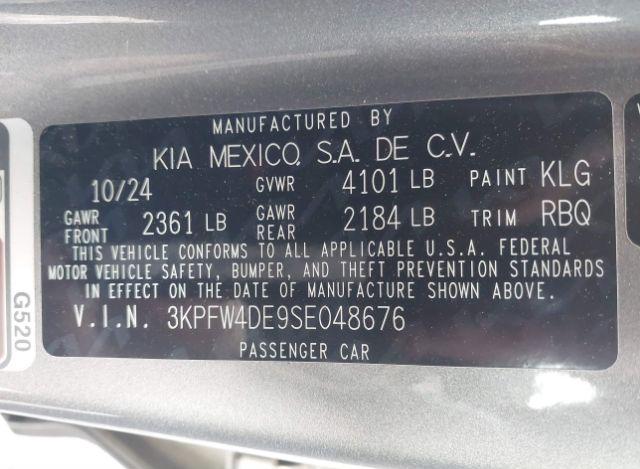 MANUFACTURED BY
KIA MEXICO, S.A. DE C.V.
10/24 GVWR 4101 LB PAINT KLG
GAWR FRONT 2361 LB GAWR REAR 2184 LB TRIM RBQ
THIS VEHICLE CONFORMS TO ALL APPLICABLE U.S.A. FEDERAL
MOTOR VEHICLE SAFETY, BUMPER, AND THEFT PREVENTION STANDARDS
IN EFFECT ON THE DATE OF MANUFACTURE SHOWN ABOVE.
V.I.N. 3KPFW4DE9SE048676
PASSENGER CAR
G520